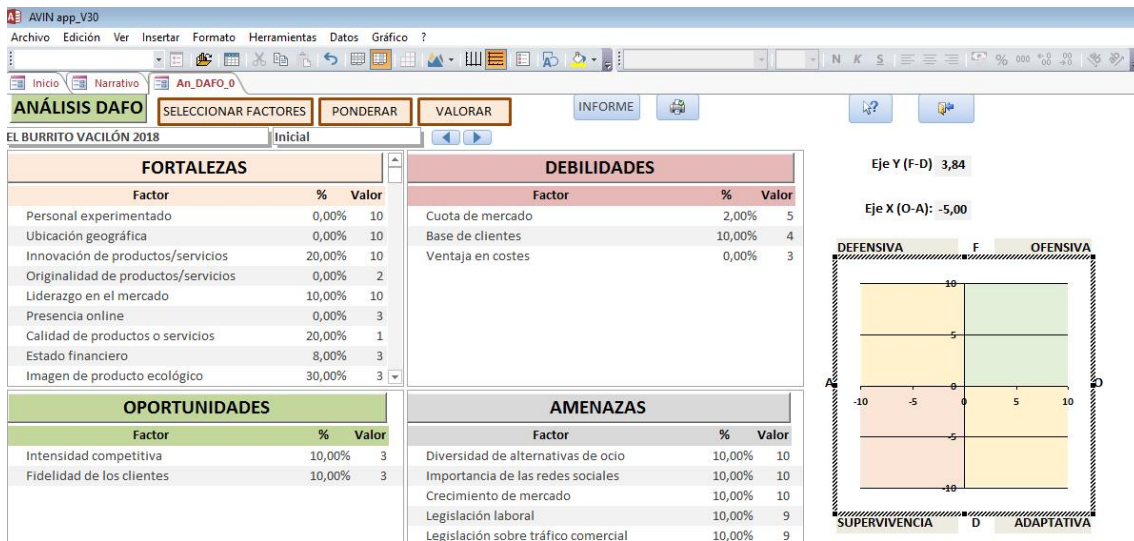 AVIN app_V30
Archivo Edición Ver Insertar Formato Herramientas Datos Gráfico ?
N K S % 000
Inicio Narrativo An_DAFO_0
ANÁLISIS DAFO SELECCIONAR FACTORES PONDERAR VALORAR INFORME
EL BURRITO VACILÓN 2018 Inicial
FORTALEZAS
Factor % Valor
Personal experimentado 0,00% 10
Ubicación geográfica 0,00% 10
Innovación de productos/servicios 20,00% 10
Originalidad de productos/servicios 0,00% 2
Liderazgo en el mercado 10,00% 10
Presencia online 0,00% 3
Calidad de productos o servicios 20,00% 1
Estado financiero 8,00% 3
Imagen de producto ecológico 30,00% 3
DEBILIDADES
Factor % Valor
Cuota de mercado 2,00% 5
Base de clientes 10,00% 4
Ventaja en costes 0,00% 3
OPORTUNIDADES
Factor % Valor
Intensidad competitiva 10,00% 3
Fidelidad de los clientes 10,00% 3
AMENAZAS
Factor % Valor
Diversidad de alternativas de ocio 10,00% 10
Importancia de las redes sociales 10,00% 10
Crecimiento de mercado 10,00% 10
Legislación laboral 10,00% 9
Legislación sobre tráfico comercial 10,00% 9
Eje Y (F-D) 3,84
Eje X (O-A): -5,00
DEFENSIVA F OFENSIVA
10
5
A 0 O
-10 -5 0 5 10
-5
-10
SUPERVIVENCIA D ADAPTATIVA